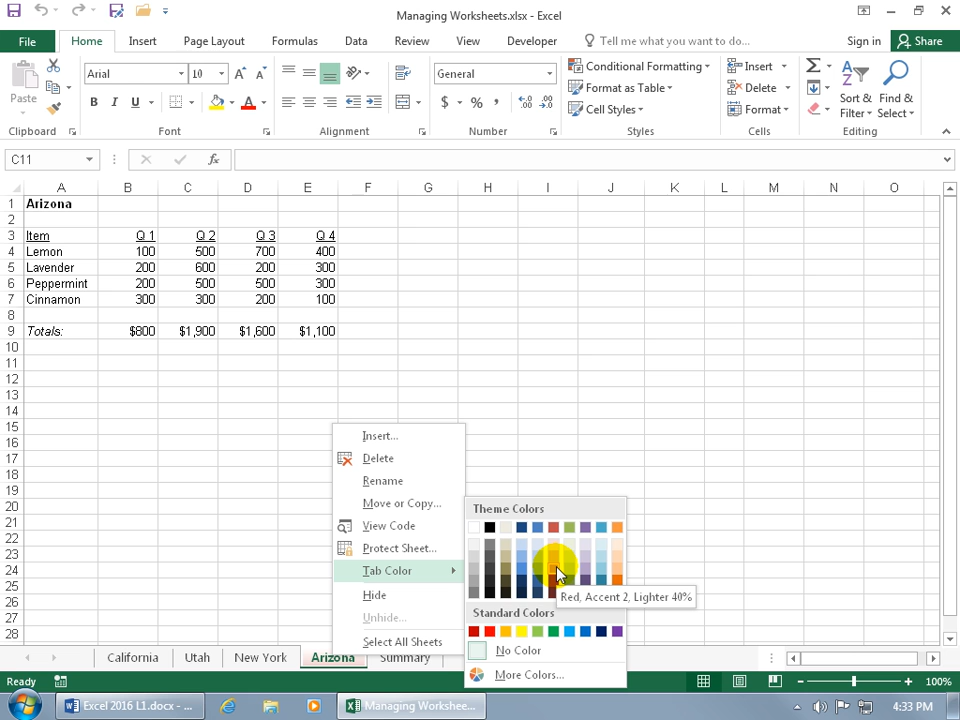 Managing Worksheets.xlsx - Excel
File Home Insert Page Layout Formulas Data Review View Developer Tell me what you want to do... Sign in Share
Paste
Arial 10
B I U
A A
General
$ % , .0 .00 .00 .0
Conditional Formatting
Format as Table
Cell Styles
Insert
Delete
Format
Sort & Filter
Find & Select
Clipboard Font Alignment Number Styles Cells Editing
C11 fx
A B C D E F G H I J K L M N O
1 Arizona
2
3 Item Q 1 Q 2 Q 3 Q 4
4 Lemon 100 500 700 400
5 Lavender 200 600 200 300
6 Peppermint 200 500 500 300
7 Cinnamon 300 300 200 100
8
9 Totals: $800 $1,900 $1,600 $1,100
10
11
12
13
14
15
16
17
18
19
20
21
22
23
24
25
26
27
28
Insert...
Delete
Rename
Move or Copy...
View Code
Protect Sheet...
Tab Color
Hide
Unhide...
Select All Sheets
Theme Colors
Red, Accent 2, Lighter 40%
Standard Colors
No Color
More Colors...
California Utah New York Arizona Summary
Ready 100%
Excel 2016 L1.docx - ... Managing Workshee... 4:33 PM